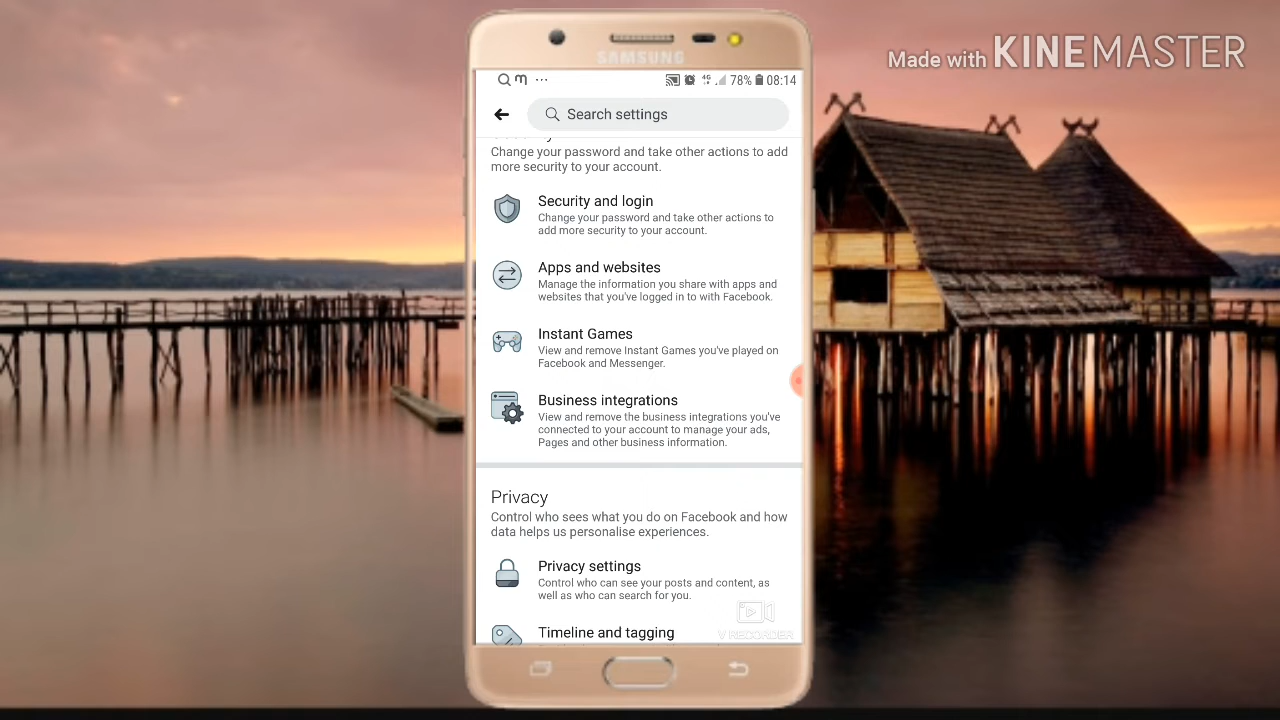 Made with KINEMASTER
SAMSUNG
78% 08:14
Search settings
Change your password and take other actions to add
more security to your account.
Security and login
Change your password and take other actions to
add more security to your account.
Apps and websites
Manage the information you share with apps and
websites that you've logged in to with Facebook.
Instant Games
View and remove Instant Games you've played on
Facebook and Messenger.
Business integrations
View and remove the business integrations you've
connected to your account to manage your ads,
Pages and other business information.
Privacy
Control who sees what you do on Facebook and how
data helps us personalise experiences.
Privacy settings
Control who can see your posts and content, as
well as who can search for you.
Timeline and tagging
V RECORDER